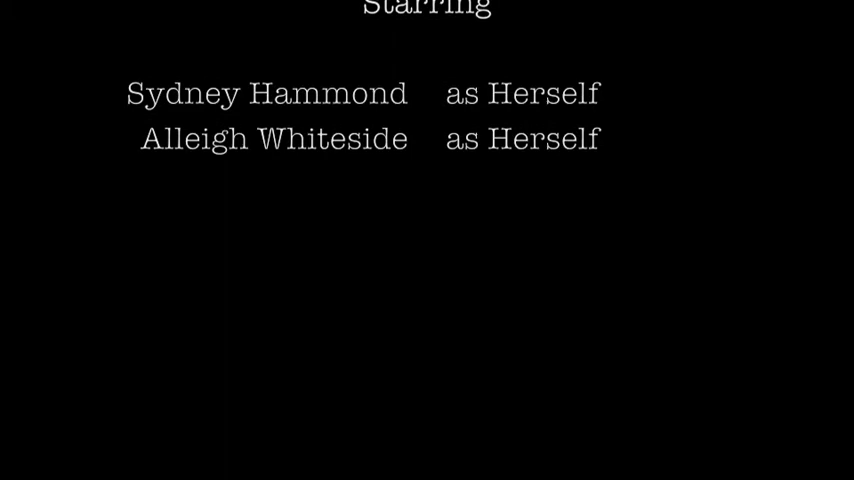 Starring
Sydney Hammond as Herself
Alleigh Whiteside as Herself